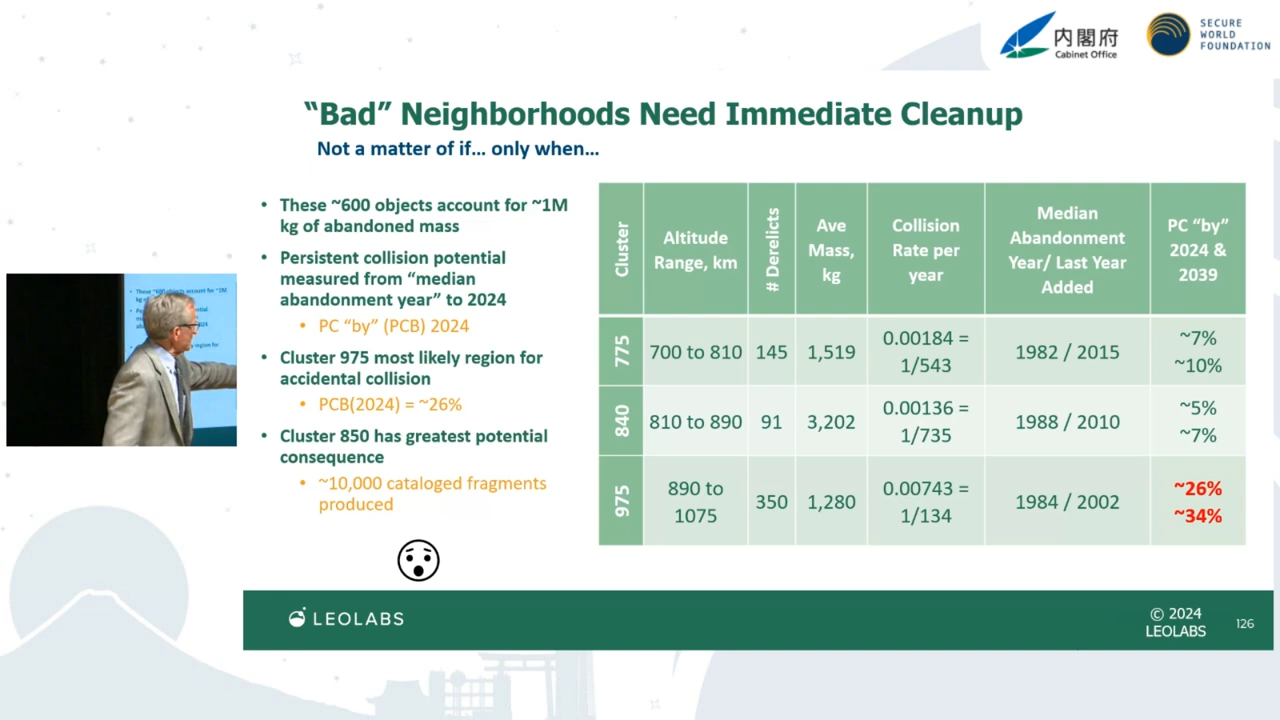 内閣府
Cabinet Office
SECURE
WORLD
FOUNDATION
“Bad” Neighborhoods Need Immediate Cleanup
Not a matter of if... only when...
• These ~600 objects account for ~1M
kg of abandoned mass
• Persistent collision potential
measured from “median
abandonment year” to 2024
• PC “by” (PCB) 2024
• Cluster 975 most likely region for
accidental collision
• PCB(2024) = ~26%
• Cluster 850 has greatest potential
consequence
• ~10,000 cataloged fragments
produced
Cluster
Altitude
Range, km
# Derelicts
Ave
Mass,
kg
Collision
Rate per
year
Median
Abandonment
Year/ Last Year
Added
PC “by”
2024 &
2039
775
700 to 810
145
1,519
0.00184 =
1/543
1982 / 2015
~7%
~10%
840
810 to 890
91
3,202
0.00136 =
1/735
1988 / 2010
~5%
~7%
975
890 to
1075
350
1,280
0.00743 =
1/134
1984 / 2002
~26%
~34%
These ~600 objects account for ~1M
LEOLABS
© 2024
LEOLABS
126